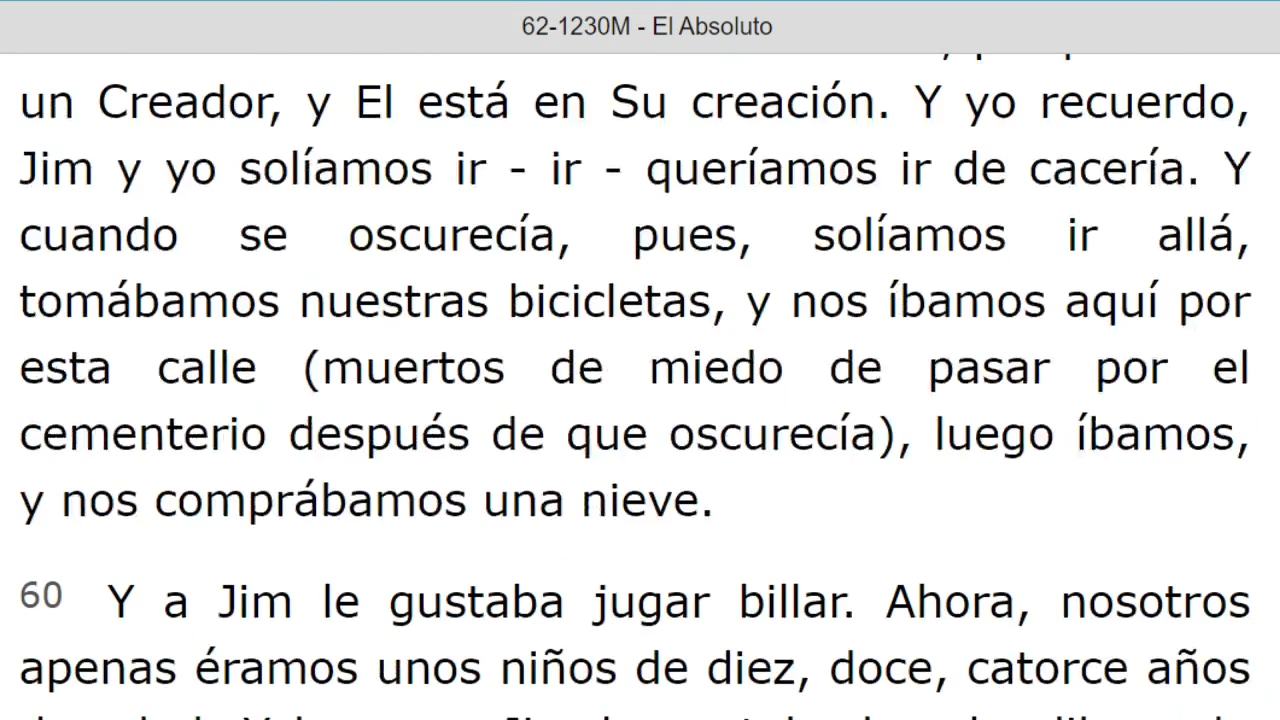 62-1230M - El Absoluto
un Creador, y El está en Su creación. Y yo recuerdo,
Jim y yo solíamos ir - ir - queríamos ir de cacería. Y
cuando se oscurecía, pues, solíamos ir allá,
tomábamos nuestras bicicletas, y nos íbamos aquí por
esta calle (muertos de miedo de pasar por el
cementerio después de que oscurecía), luego íbamos,
y nos comprábamos una nieve.
60 Y a Jim le gustaba jugar billar. Ahora, nosotros
apenas éramos unos niños de diez, doce, catorce años